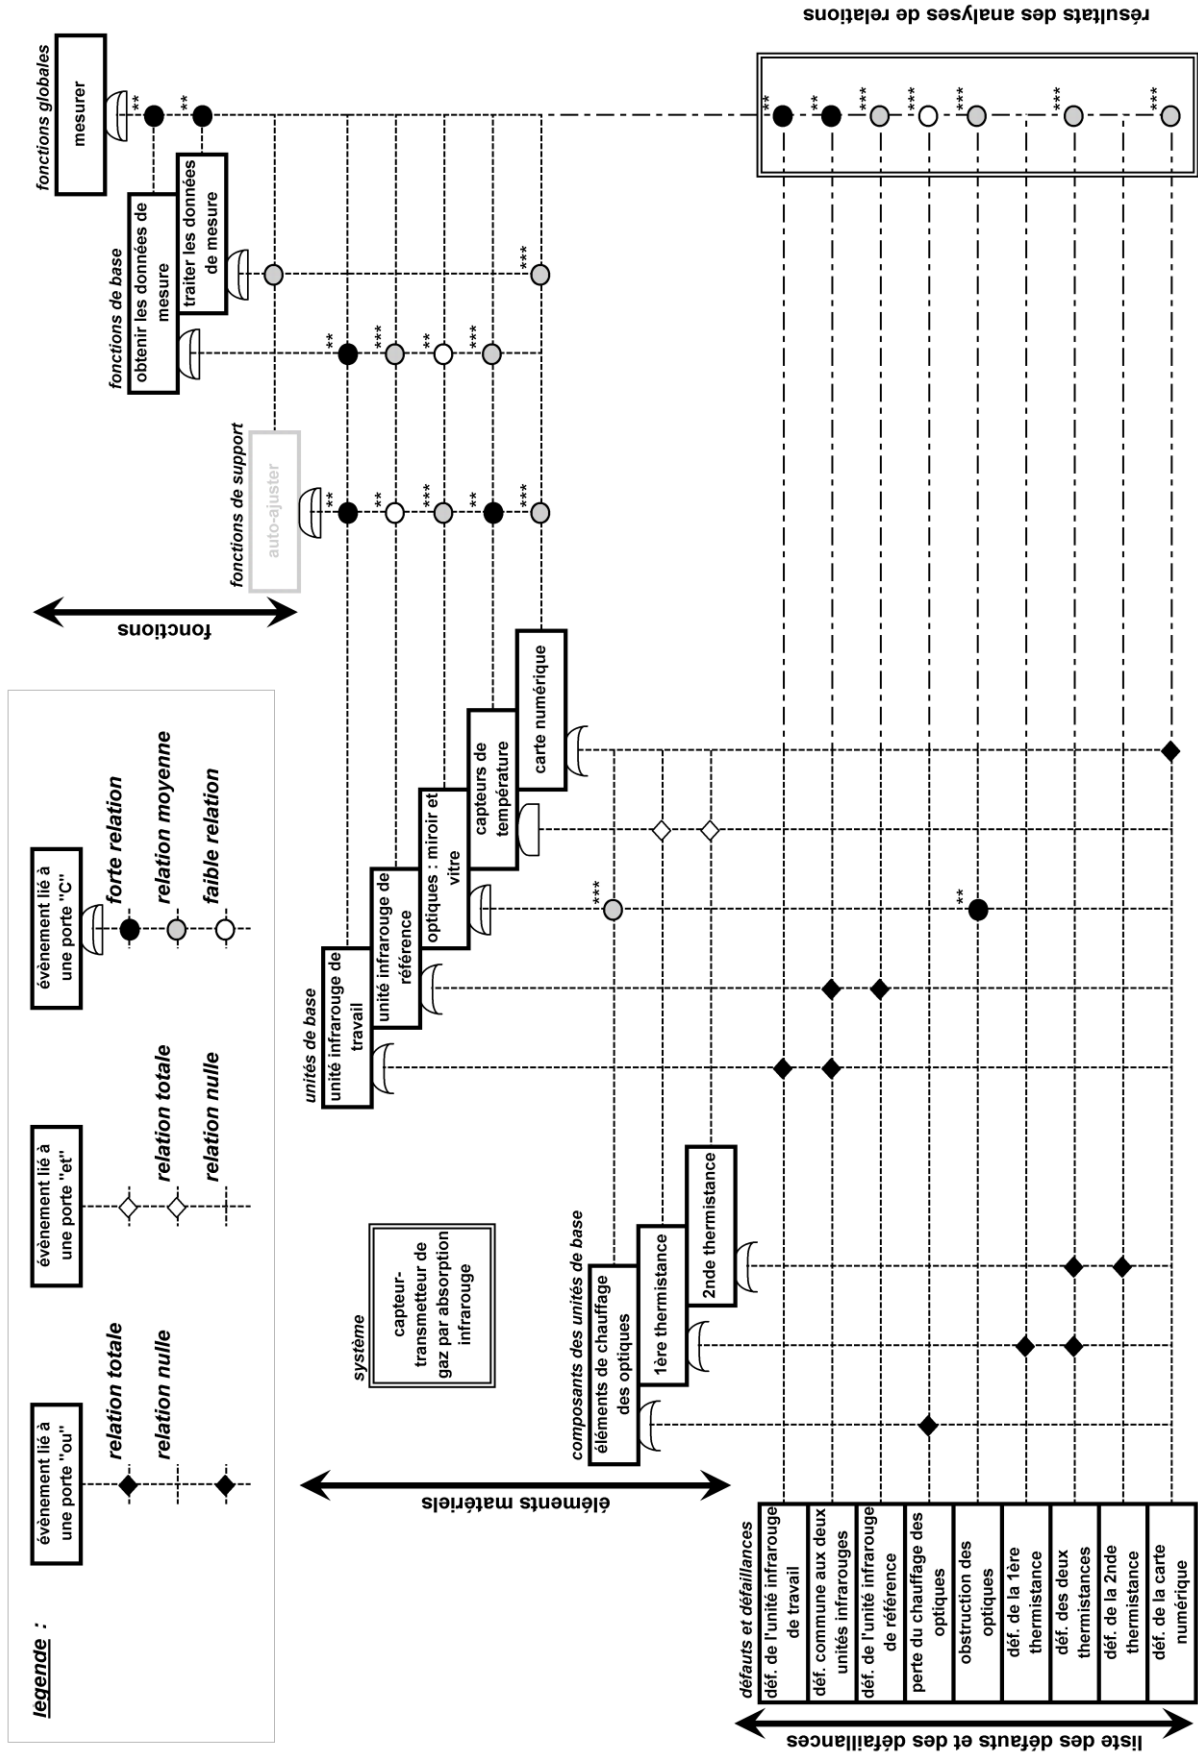 legende :
évènement lié à
une porte "ou"
relation totale
relation nulle
évènement lié à
une porte "et"
relation totale
relation nulle
évènement lié à
une porte "C"
forte relation
relation moyenne
faible relation
fonctions
fonctions globales
mesurer
**
**
fonctions de base
obtenir les données de
mesure
traiter les données
de mesure
fonctions de support
auto-ajuster
**
**
**
***
***
**
***
**
***
***
***
éléments matériels
système
capteur-
transmetteur de
gaz par absorption
infrarouge
unités de base
unité infrarouge de
travail
unité infrarouge de
référence
optiques : miroir et
vitre
capteurs de
température
carte numérique
composants des unités de base
éléments de chauffage
des optiques
1ère thermistance
2nde thermistance
***
**
liste des défauts et des défaillances
défauts et défaillances
déf. de l'unité infrarouge
de travail
déf. commune aux deux
unités infrarouges
déf. de l'unité infrarouge
de référence
perte du chauffage des
optiques
obstruction des
optiques
déf. de la 1ère
thermistance
déf. des deux
thermistances
déf. de la 2nde
thermistance
déf. de la carte
numérique
résultats des analyses de relations
**
**
***
***
***
***
***